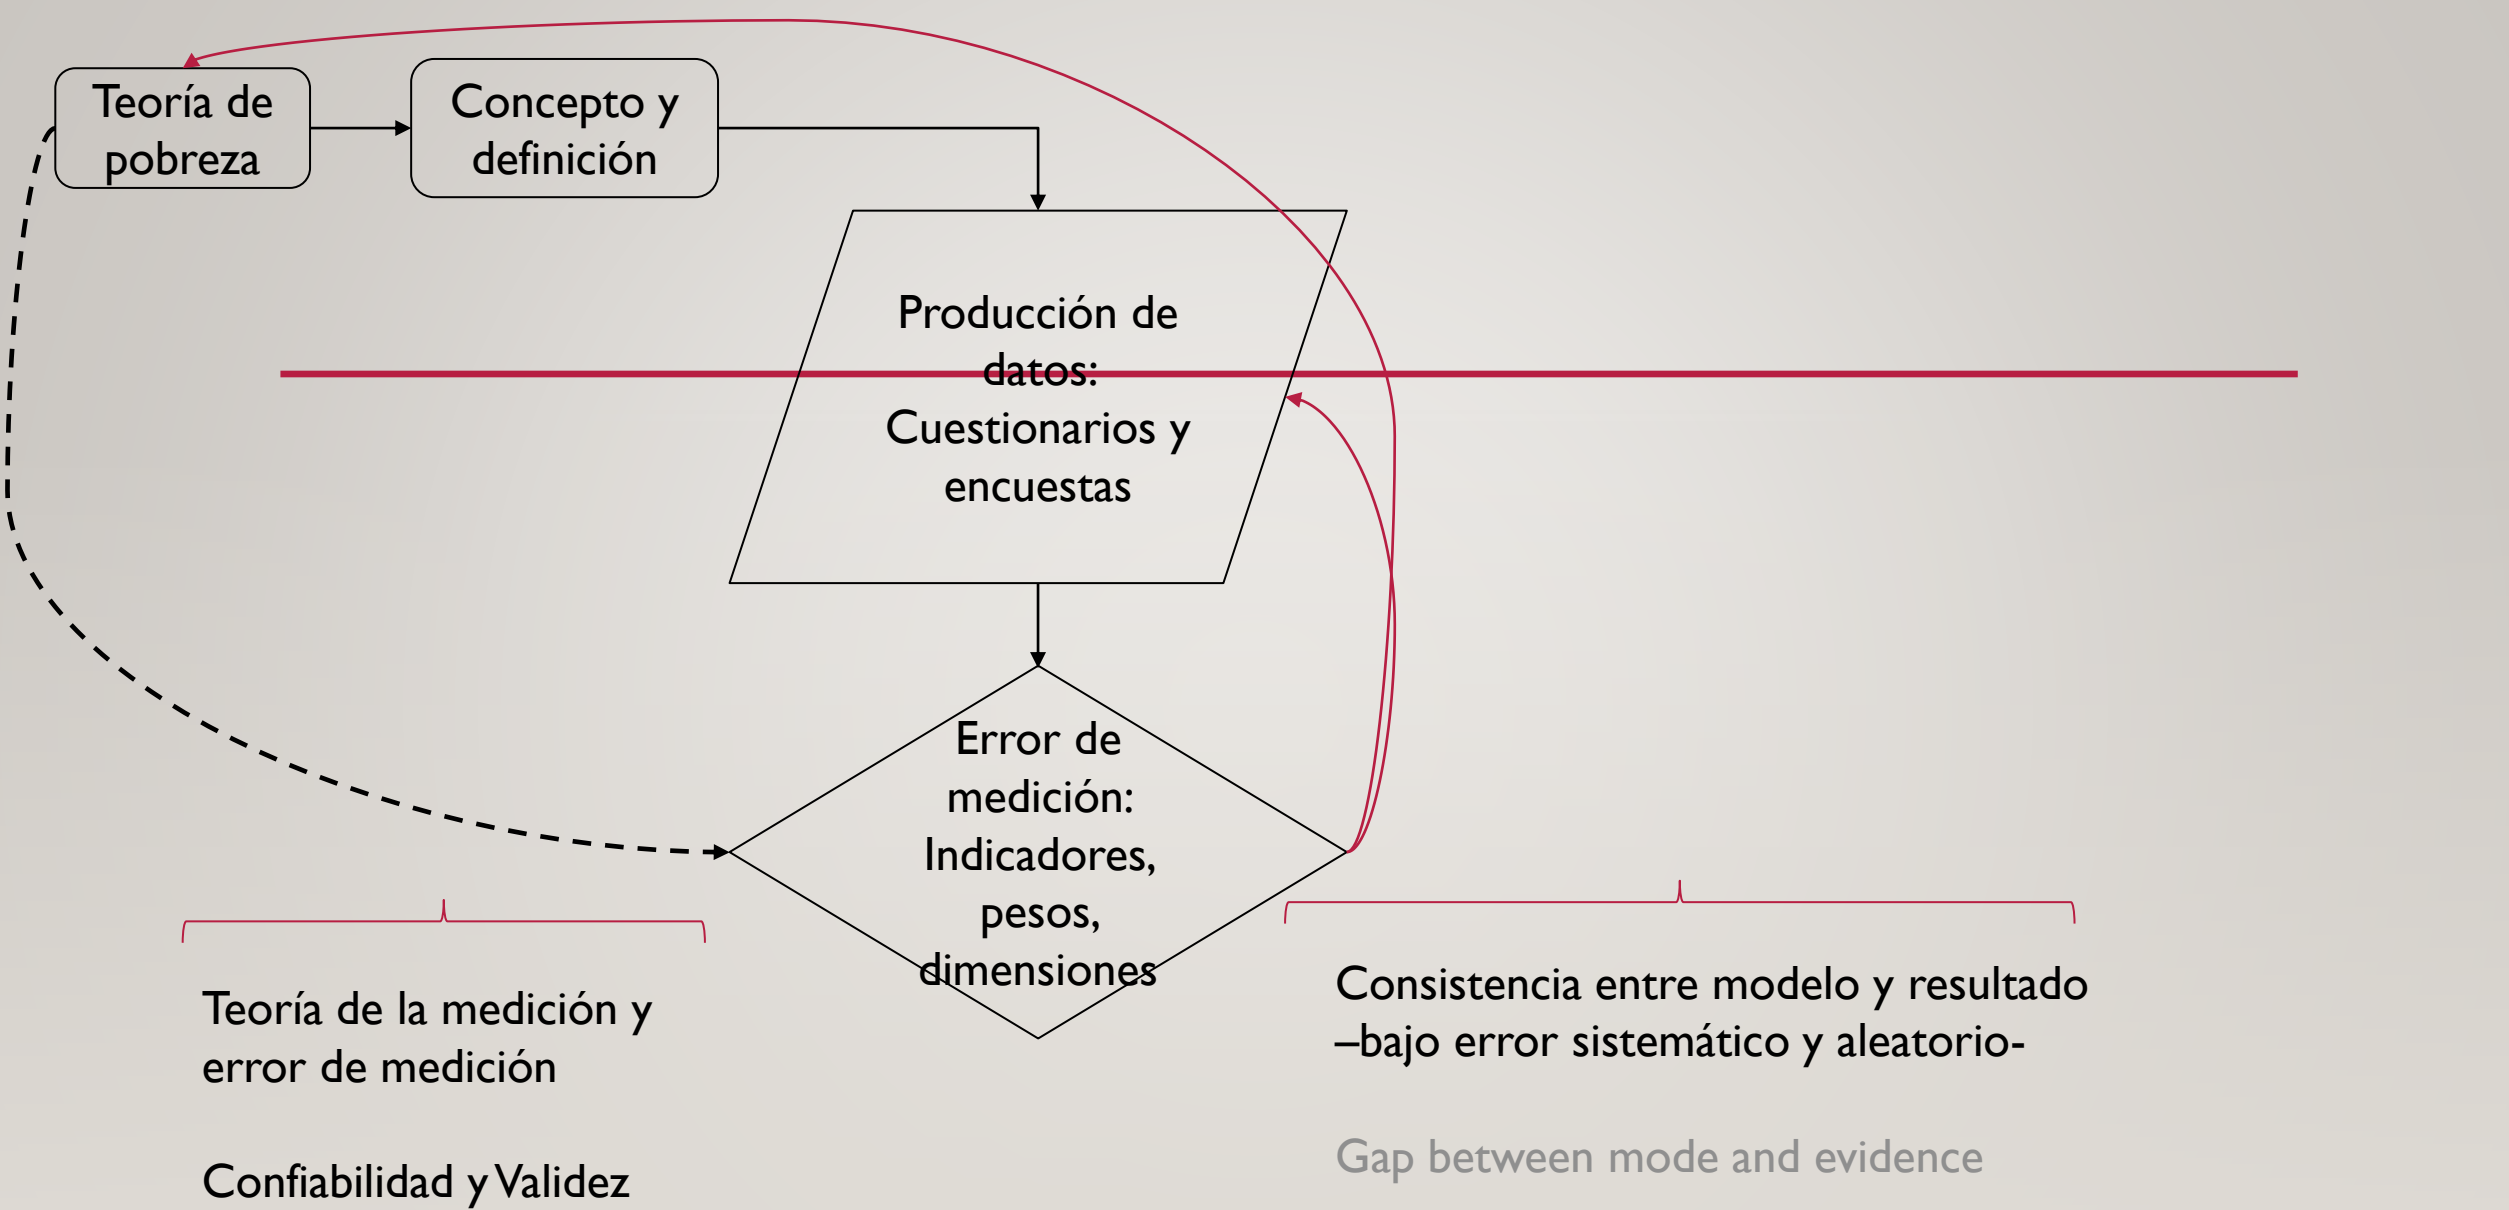 Teoría de
pobreza
Concepto y
definición
Producción de
datos:
Cuestionarios y
encuestas
Error de
medición:
Indicadores,
pesos,
dimensiones
Teoría de la medición y
error de medición
Confiabilidad y Validez
Consistencia entre modelo y resultado
–bajo error sistemático y aleatorio-
Gap between mode and evidence